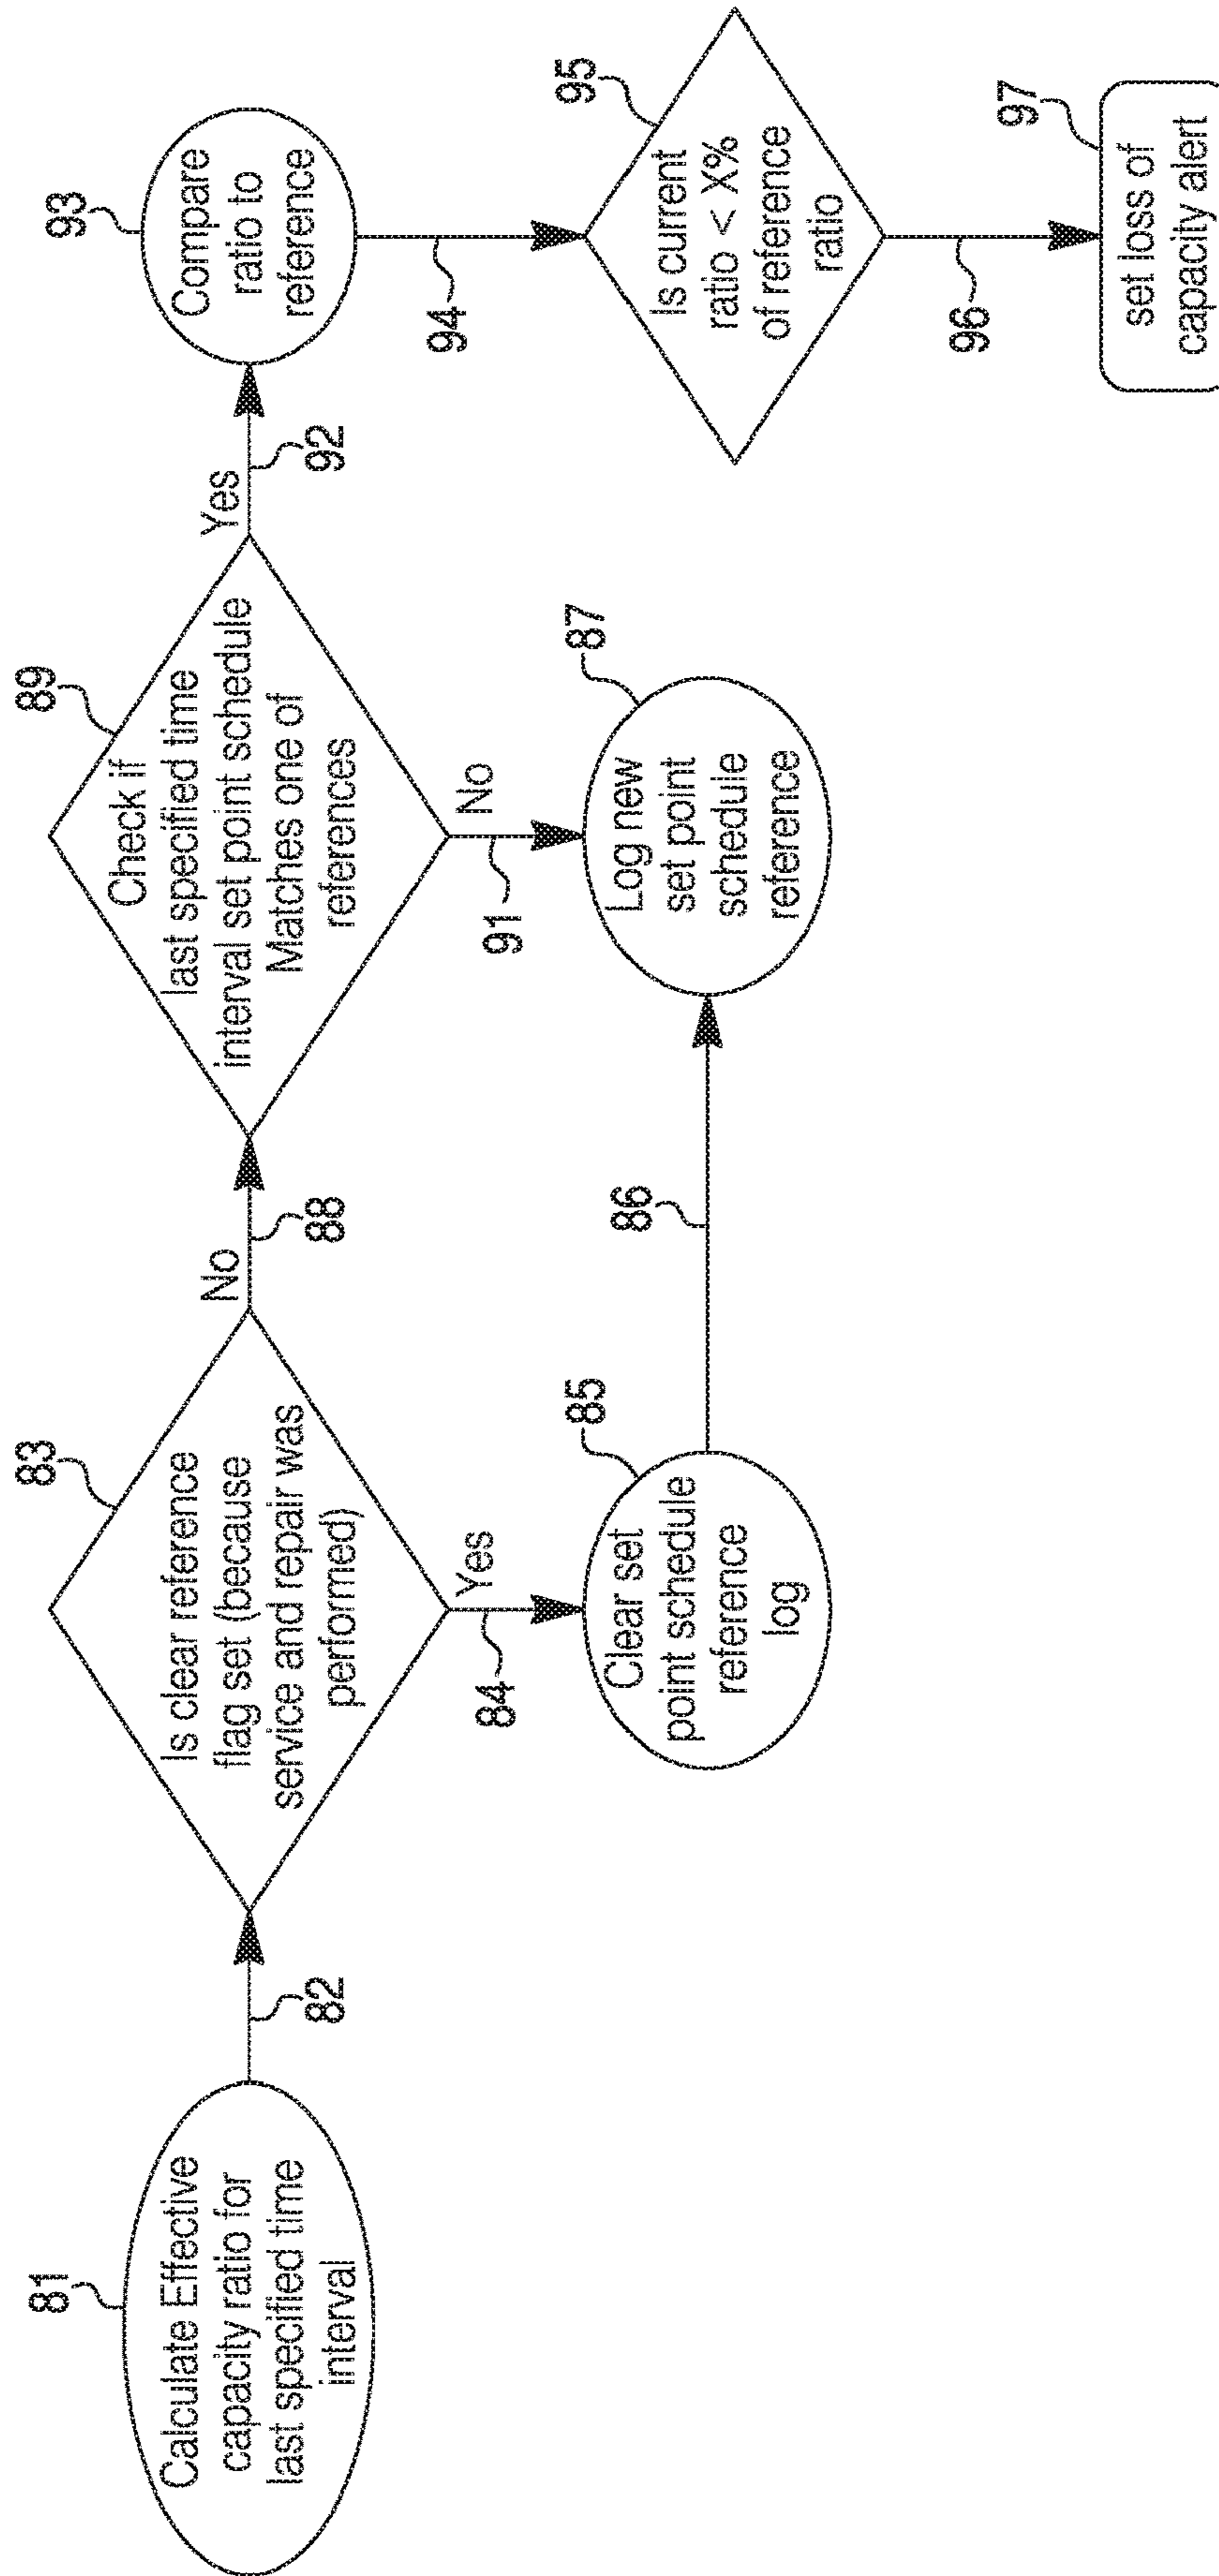 81
Calculate Effective
capacity ratio for
last specified time
interval
82
83
Is clear reference
flag set (because
service and repair was
performed)
No
88
Yes
84
85
Clear set
point schedule
reference
log
86
87
Log new
set point
schedule
reference
89
Check if
last specified time
interval set point schedule
Matches one of
references
No
91
Yes
92
93
Compare
ratio to
reference
94
95
Is current
ratio < X%
of reference
ratio
96
97
set loss of
capacity alert